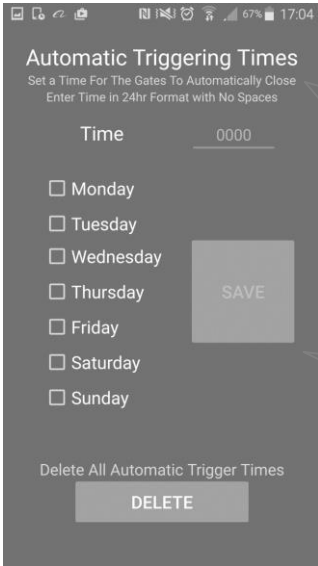 67% 17:04
Automatic Triggering Times
Set a Time For The Gates To Automatically Close
Enter Time in 24hr Format with No Spaces
Time 0000
Monday
Tuesday
Wednesday
Thursday SAVE
Friday
Saturday
Sunday
Delete All Automatic Trigger Times
DELETE